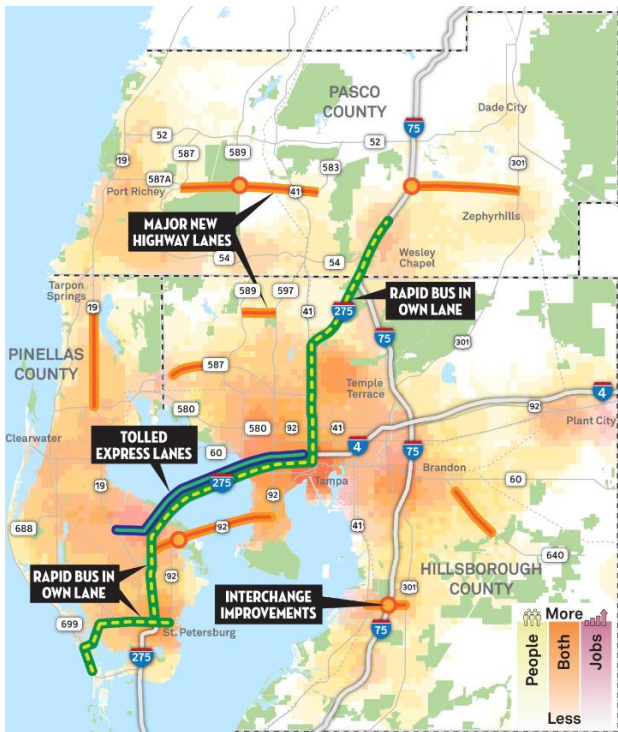 PASCO
COUNTY
Dade City
75
52
52
19
587
589
583
301
587A
Port Richey
41
MAJOR NEW
HIGHWAY LANES
Zephyrhills
54
54
Wesley
Chapel
Tarpon
Springs
589
597
41
RAPID BUS IN
OWN LANE
19
275
301
PINELLAS
COUNTY
75
587
Temple
Terrace
4
580
92
Plant City
TOLLED
EXPRESS LANES
580
92
41
Clearwater
60
4
75
Brandon
60
275
Tampa
19
92
688
92
41
640
RAPID BUS IN
OWN LANE
92
INTERCHANGE
IMPROVEMENTS
301
HILLSBOROUGH
COUNTY
699
St. Petersburg
75
275
More
People
Both
Jobs
Less